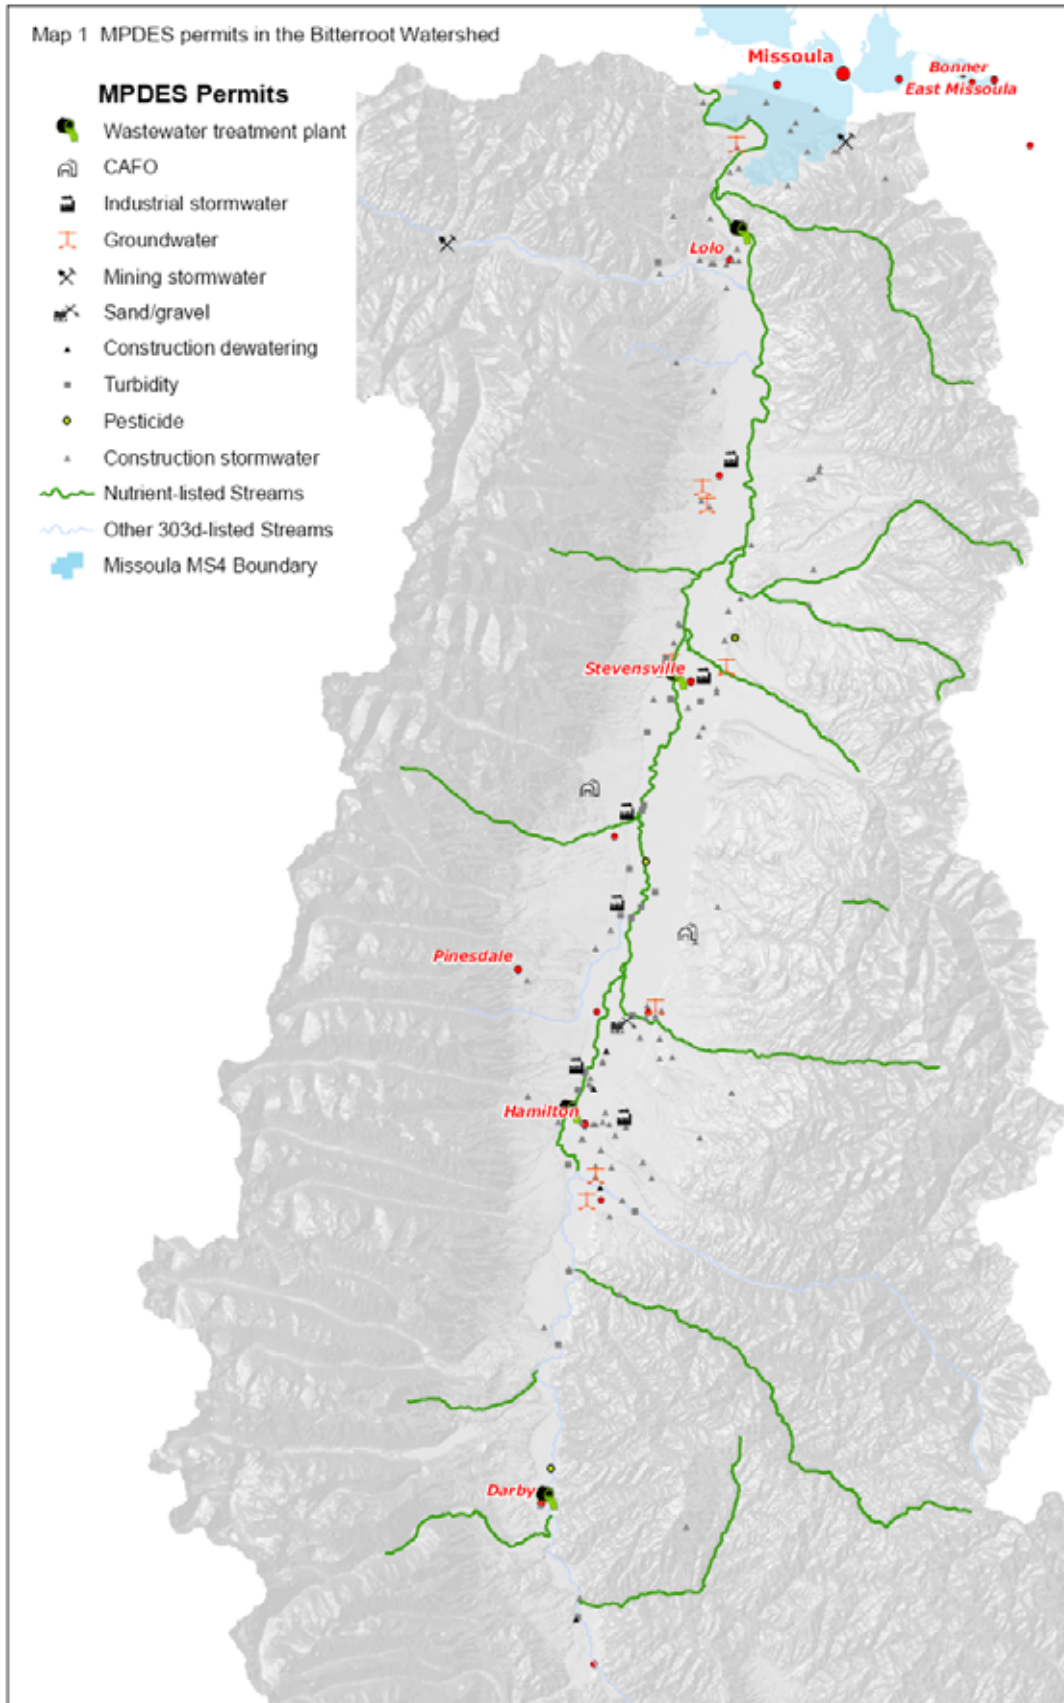 Map 1 MPDES permits in the Bitterroot Watershed
MPDES Permits
Wastewater treatment plant
CAFO
Industrial stormwater
Groundwater
Mining stormwater
Sand/gravel
Construction dewatering
Turbidity
Pesticide
Construction stormwater
Nutrient-listed Streams
Other 303d-listed Streams
Missoula MS4 Boundary
Missoula
Bonner
East Missoula
Lolo
Stevensville
Pinesdale
Hamilton
Darby